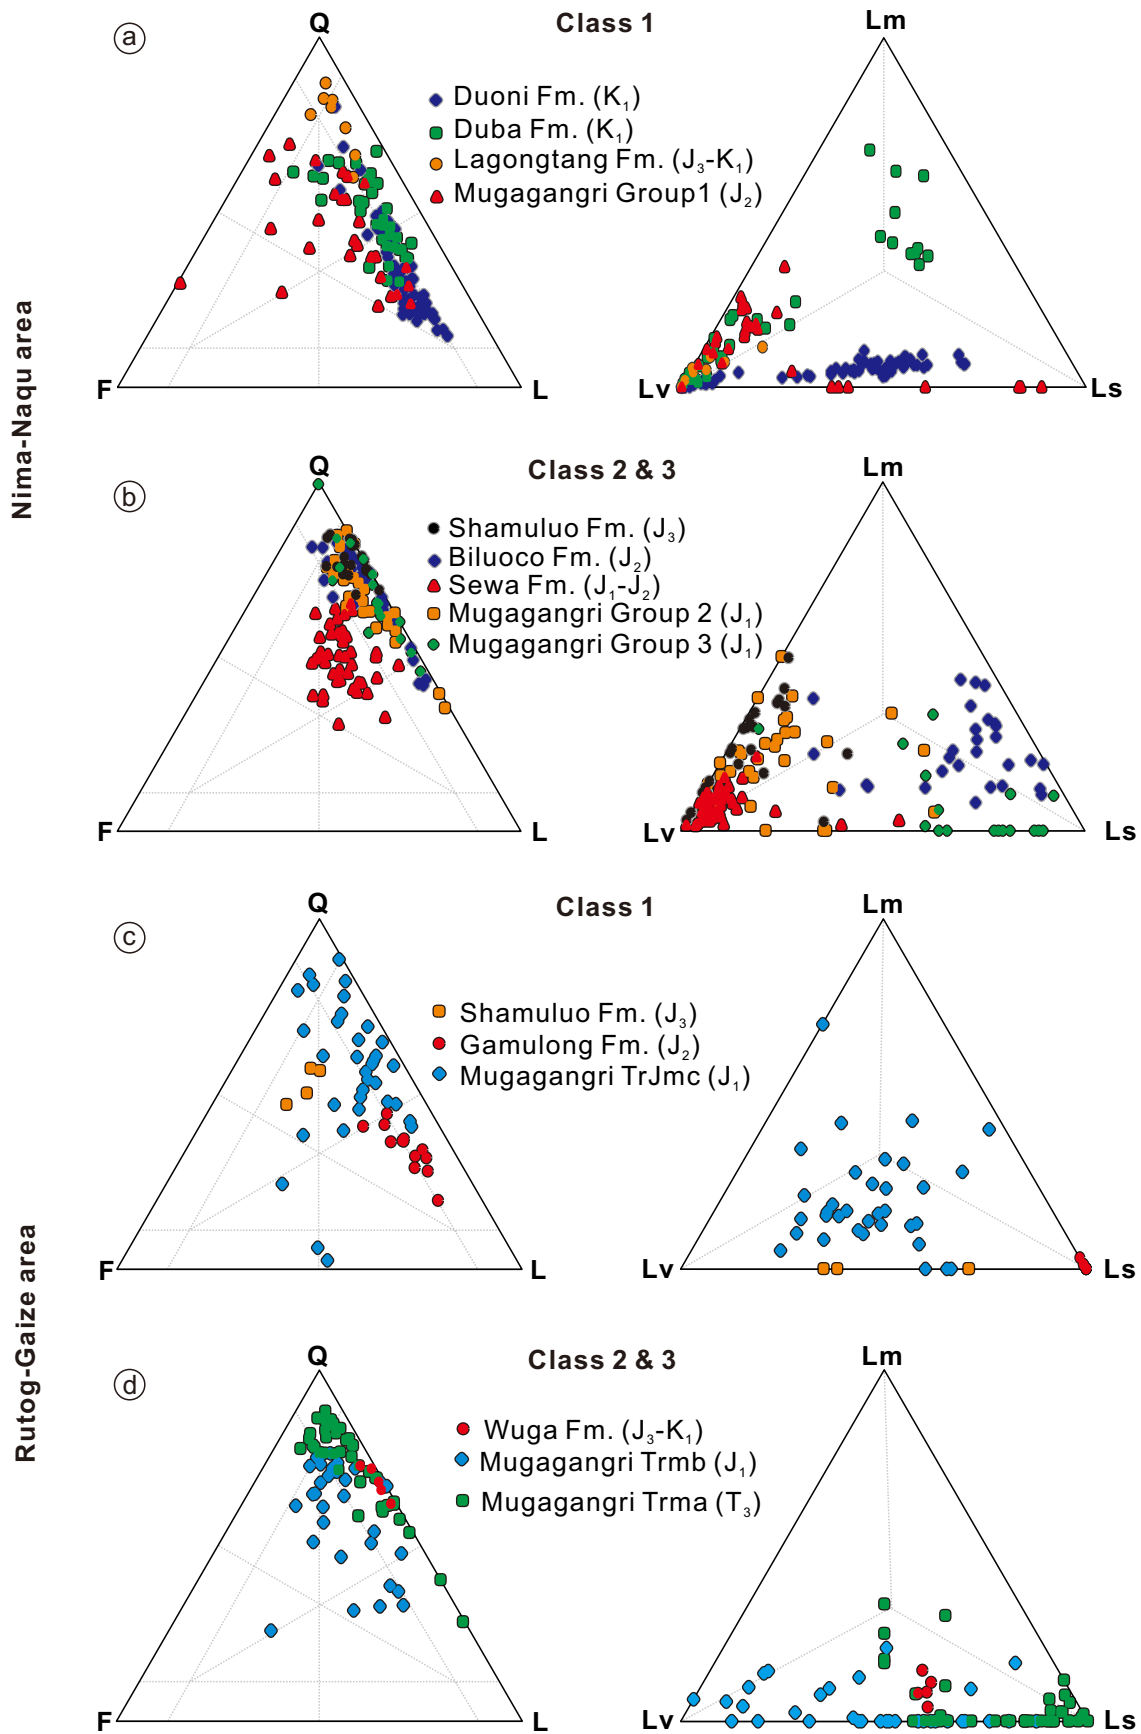 Nima-Naqu area
Rutog-Gaize area
a
Class 1
Q
F
L
Lm
Lv
Ls
Duoni Fm. (K₁)
Duba Fm. (K₁)
Lagongtang Fm. (J₃-K₁)
Mugagangri Group1 (J₂)
b
Class 2 & 3
Q
F
L
Lm
Lv
Ls
Shamuluo Fm. (J₃)
Biluoco Fm. (J₂)
Sewa Fm. (J₁-J₂)
Mugagangri Group 2 (J₁)
Mugagangri Group 3 (J₁)
c
Class 1
Q
F
L
Lm
Lv
Ls
Shamuluo Fm. (J₃)
Gamulong Fm. (J₂)
Mugagangri TrJmc (J₁)
d
Class 2 & 3
Q
F
L
Lm
Lv
Ls
Wuga Fm. (J₃-K₁)
Mugagangri Trmb (J₁)
Mugagangri Trma (T₃)